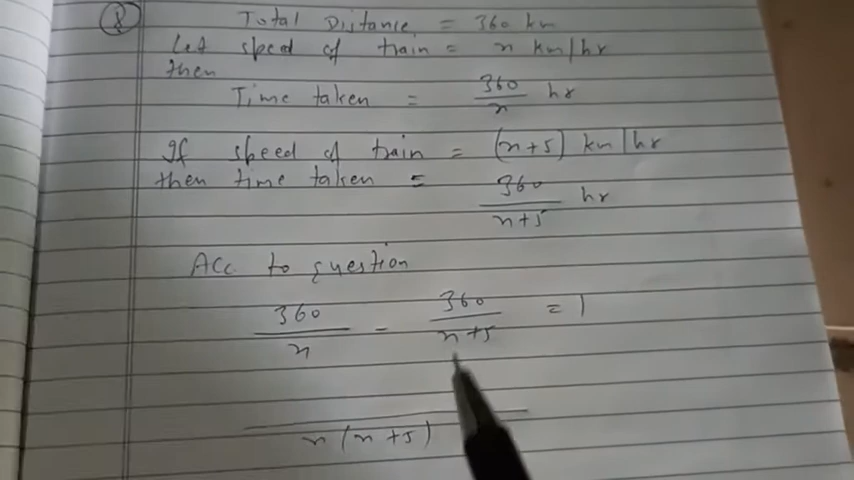 8 Total Distance = 360 km
Let speed of train = x km/hr
then
Time taken = 360/x hr
If speed of train = (x+5) km/hr
then time taken = 360/x+5 hr
Acc to question
360/x - 360/x+5 = 1
x(x+5)